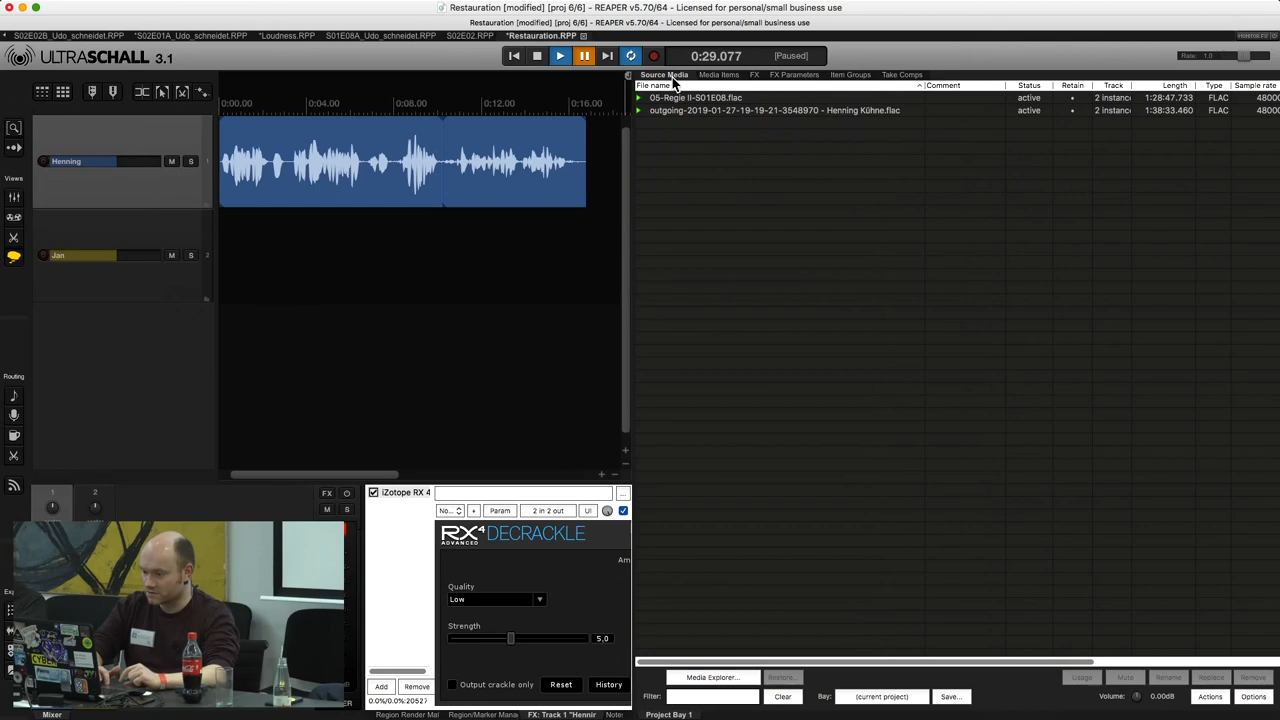 Restauration [modified] [proj 6/6] - REAPER v5.70/64 - Licensed for personal/small business use
Restauration [modified] [proj 6/6] - REAPER v5.70/64 - Licensed for personal/small business use
S02E02B_Udo_schneidet.RPP *S02E01A_Udo_schneidet.RPP *Loudness.RPP S01E08A_Udo_schneidet.RPP S02E02.RPP *Restauration.RPP MONITOR FX
ULTRASCHALL 3.1 0:29.077 [Paused] Rate: 1.0
Source Media Media Items FX FX Parameters Item Groups Take Comps
File name Comment Status Retain Track Length Type Sample rate
05-Regie II-S01E08.flac active • 2 instanc 1:28:47.733 FLAC 48000
outgoing-2019-01-27-19-19-21-3548970 - Henning Kühne.flac active • 2 instanc 1:38:33.460 FLAC 48000
0:00.00 0:04.00 0:08.00 0:12.00 0:16.00
Henning M S 1
Views
Jan M S 2
Routing
1 2 FX
M S
iZotope RX 4 ...
No... + Param 2 in 2 out UI
RX4 DECRACKLE
ADVANCED
Am
Quality
Low
Strength
5,0
CYBER
Output crackle only Reset History
Add Remove
0.0%/0.0% 20527
Media Explorer... Restore... Usage Mute Rename... Replace... Remove...
Filter: Clear Bay: (current project) Save... Volume: 0.00dB Actions Options
Mixer Region Render Mat Region/Marker Mana FX: Track 1 "Hennir Notes Project Bay 1